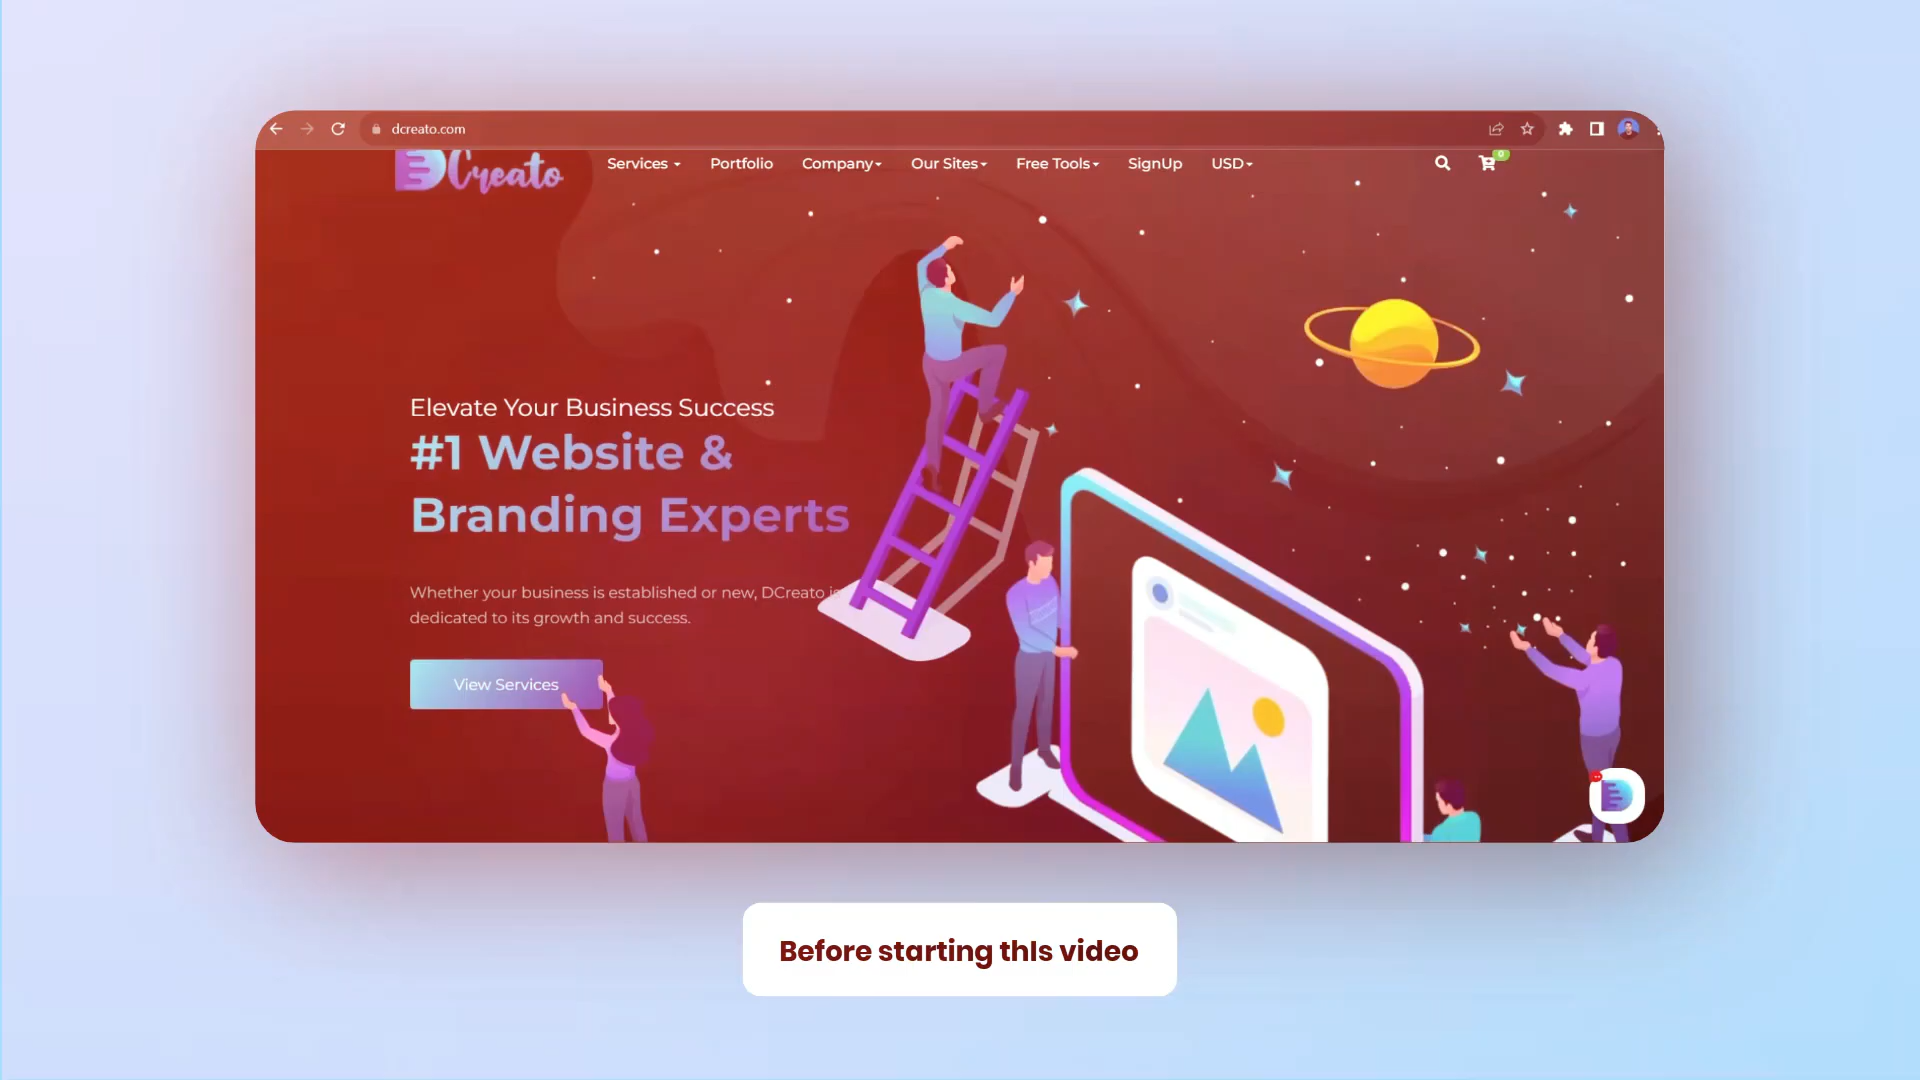 dcreato.com
DCreato
Services Portfolio Company Our Sites Free Tools SignUp USD 0
Elevate Your Business Success
#1 Website &
Branding Experts
Whether your business is established or new, DCreato is
dedicated to its growth and success.
View Services
Before starting thIs video